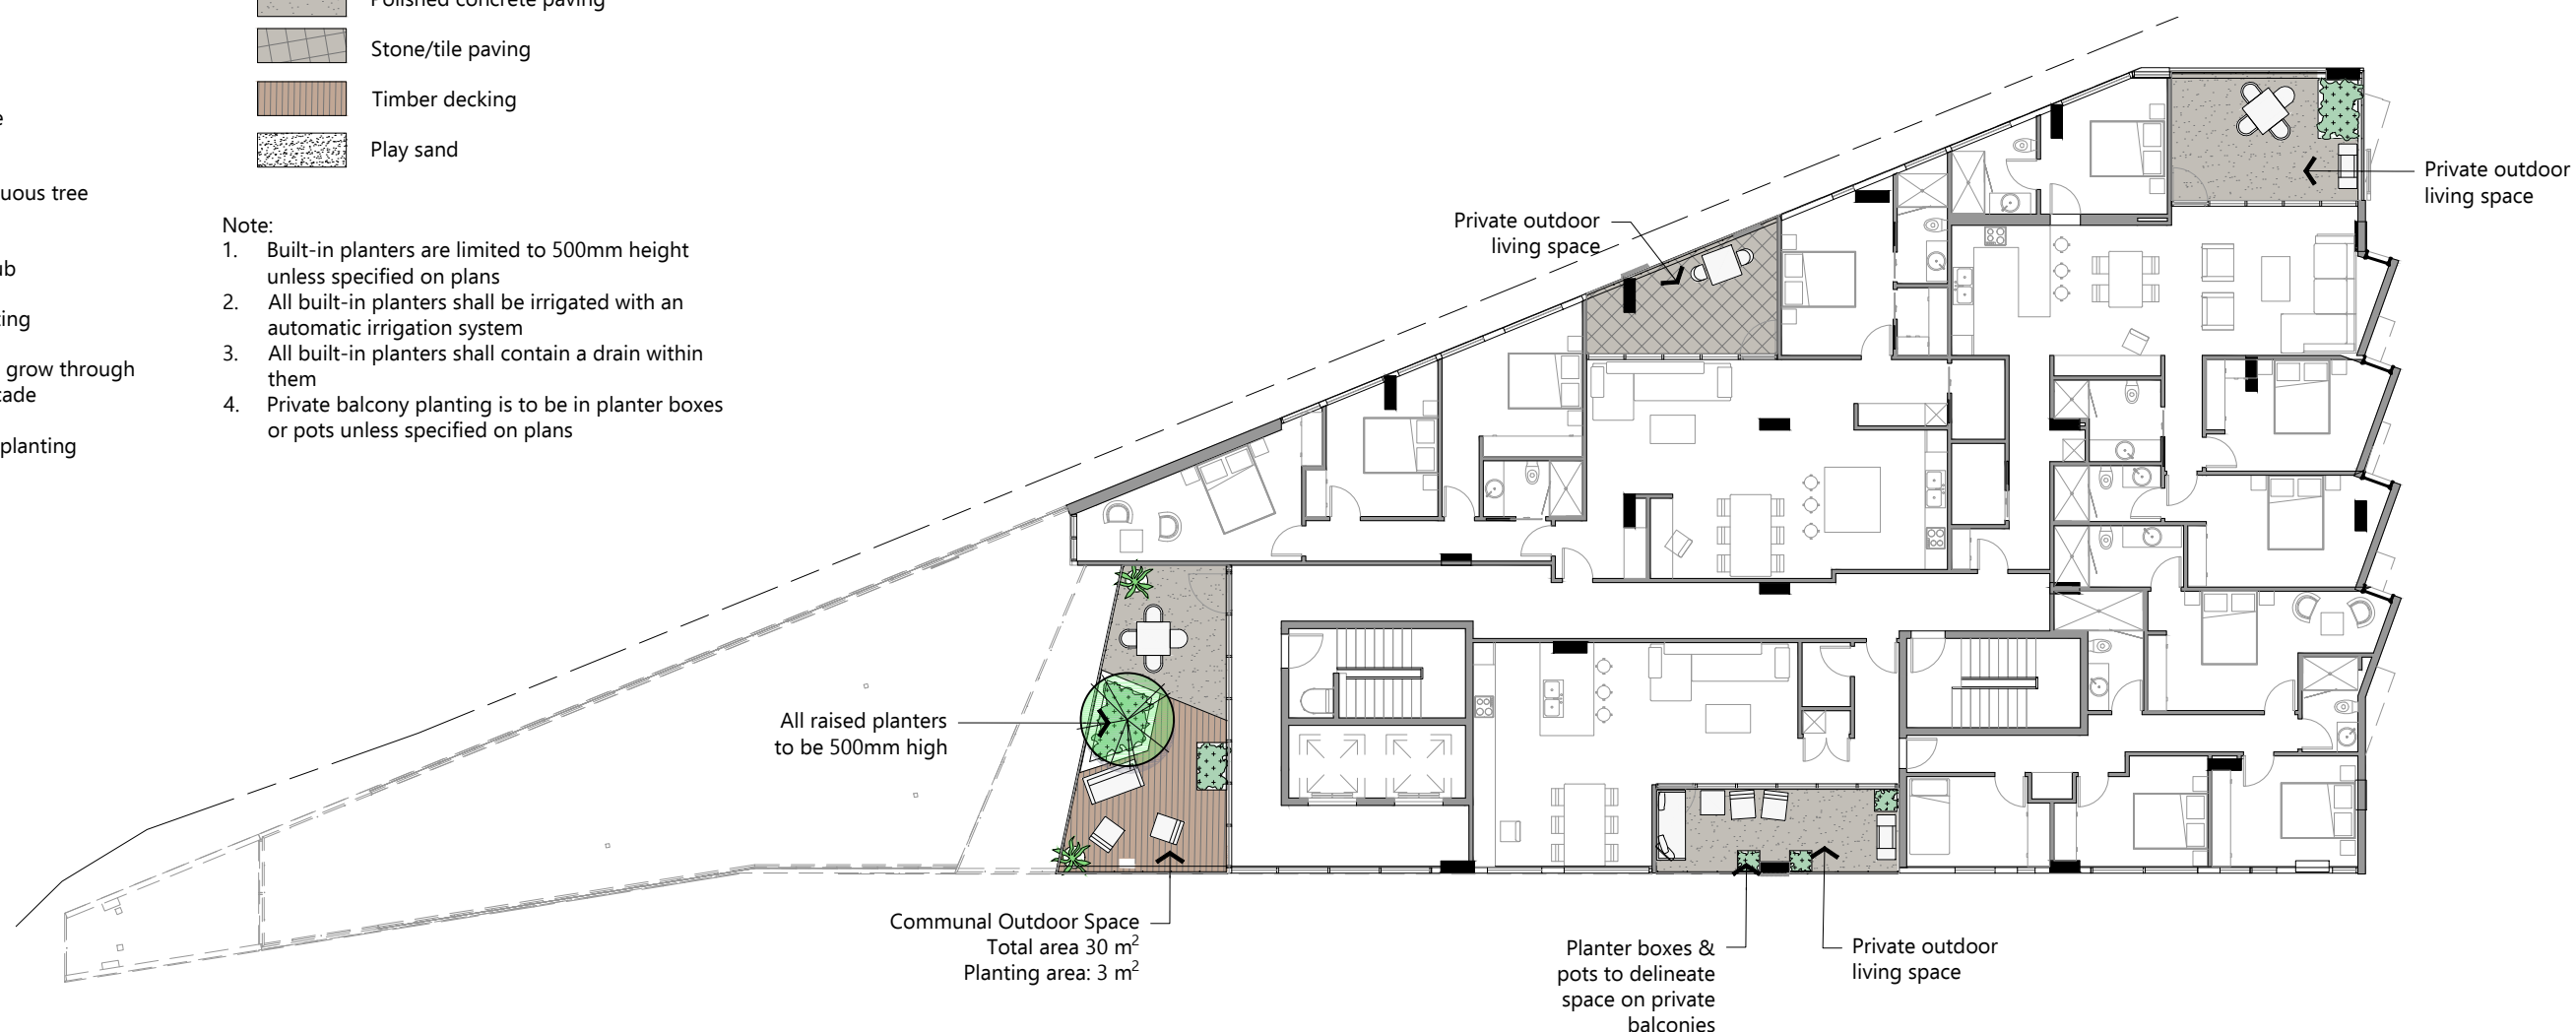 Polished concrete paving
Stone/tile paving
Timber decking
Play sand
uous tree
ub
ing
grow through
cade
planting
Note:
1. Built-in planters are limited to 500mm height
unless specified on plans
2. All built-in planters shall be irrigated with an
automatic irrigation system
3. All built-in planters shall contain a drain within
them
4. Private balcony planting is to be in planter boxes
or pots unless specified on plans
Private outdoor
living space
Private outdoor
living space
All raised planters
to be 500mm high
Communal Outdoor Space
Total area 30 m²
Planting area: 3 m²
Planter boxes &
pots to delineate
space on private
balconies
Private outdoor
living space